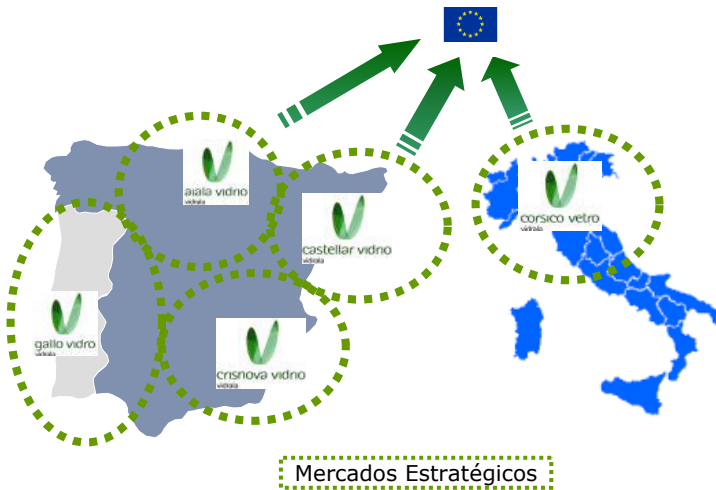 aiala vidrio
vidrala
castellar vidrio
vidrala
corsico vetro
vidrala
gallo vidro
vidrala
crisnova vidrio
vidrala
Mercados Estratégicos